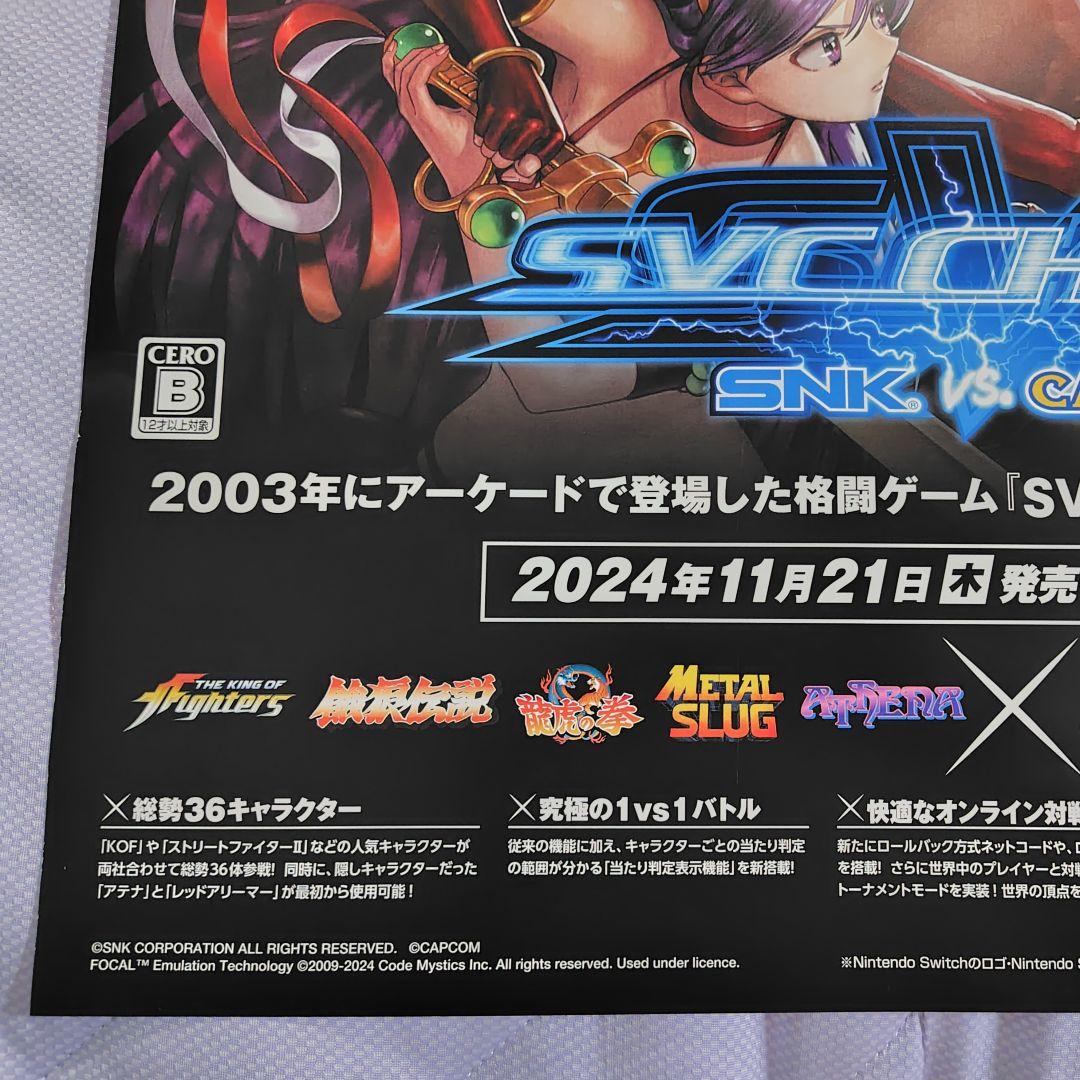 SVC CH
SNK® VS. CA
CERO
B
12才以上対象
2003年にアーケードで登場した格闘ゲーム『SV
2024年11月21日 木 発売
THE KING OF Fighters
餓狼伝説
龍虎の拳
METAL SLUG
ATHENA
×
×総勢36キャラクター
「KOF」や「ストリートファイターⅡ」などの人気キャラクターが
両社合わせて総勢36体参戦! 同時に、隠しキャラクターだった
「アテナ」と「レッドアリーマー」が最初から使用可能!
×究極の1vs1バトル
従来の機能に加え、キャラクターごとの当たり判定
の範囲が分かる「当たり判定表示機能」を新搭載!
×快適なオンライン対戦
新たにロールバック方式ネットコードや、ロ
を搭載! さらに世界中のプレイヤーと対戦
トーナメントモードを実装! 世界の頂点を
©SNK CORPORATION ALL RIGHTS RESERVED. ©CAPCOM
FOCAL™ Emulation Technology ©2009-2024 Code Mystics Inc. All rights reserved. Used under licence.
※Nintendo Switchのロゴ・Nintendo S